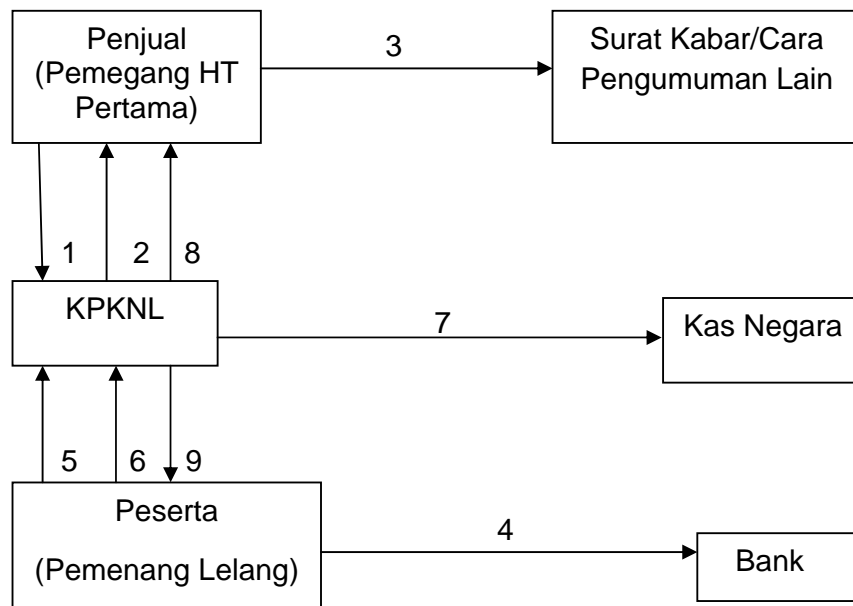 Penjual
(Pemegang HT
Pertama)
3
Surat Kabar/Cara
Pengumuman Lain
1
2
8
KPKNL
7
Kas Negara
5
6
9
Peserta
(Pemenang Lelang)
4
Bank